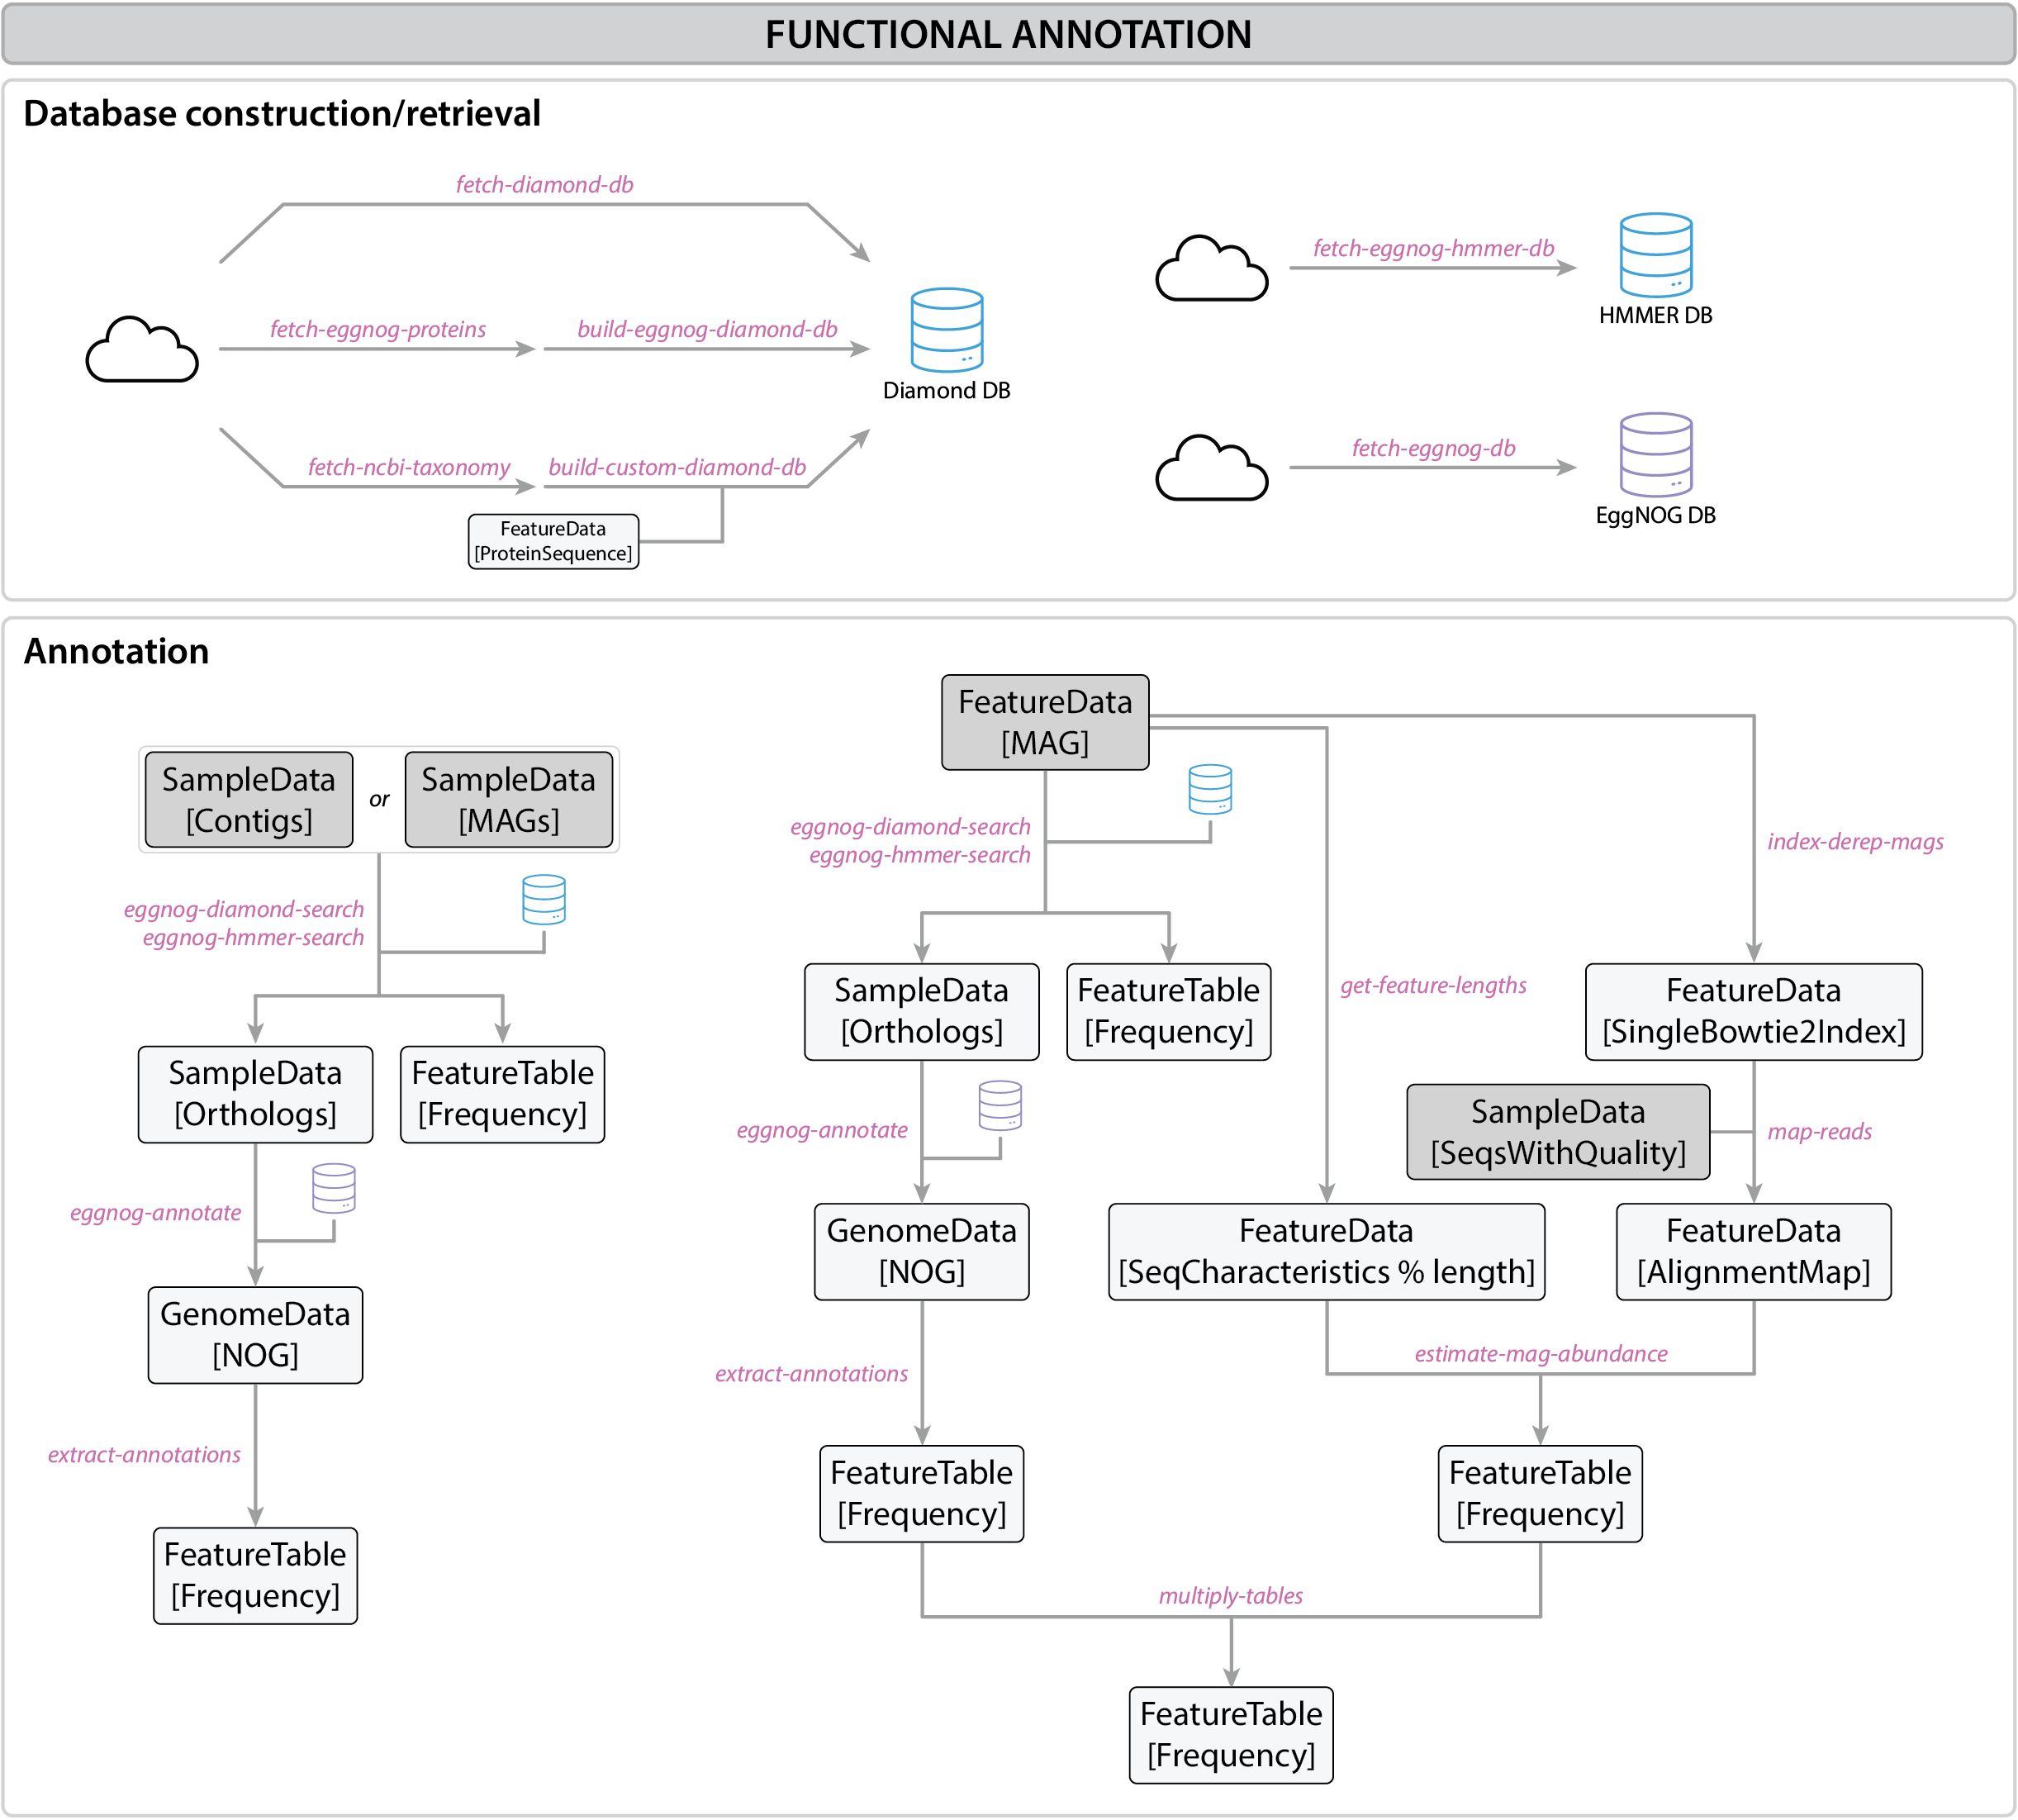 FUNCTIONAL ANNOTATION
Database construction/retrieval
fetch-diamond-db
fetch-eggnog-proteins
build-eggnog-diamond-db
Diamond DB
fetch-ncbi-taxonomy
build-custom-diamond-db
FeatureData
[ProteinSequence]
fetch-eggnog-hmmer-db
HMMER DB
fetch-eggnog-db
EggNOG DB
Annotation
SampleData
[Contigs]
or
SampleData
[MAGs]
eggnog-diamond-search
eggnog-hmmer-search
SampleData
[Orthologs]
FeatureTable
[Frequency]
eggnog-annotate
GenomeData
[NOG]
extract-annotations
FeatureTable
[Frequency]
FeatureData
[MAG]
eggnog-diamond-search
eggnog-hmmer-search
SampleData
[Orthologs]
FeatureTable
[Frequency]
eggnog-annotate
GenomeData
[NOG]
extract-annotations
FeatureTable
[Frequency]
get-feature-lengths
FeatureData
[SeqCharacteristics % length]
index-derep-mags
FeatureData
[SingleBowtie2Index]
SampleData
[SeqsWithQuality]
map-reads
FeatureData
[AlignmentMap]
estimate-mag-abundance
FeatureTable
[Frequency]
multiply-tables
FeatureTable
[Frequency]